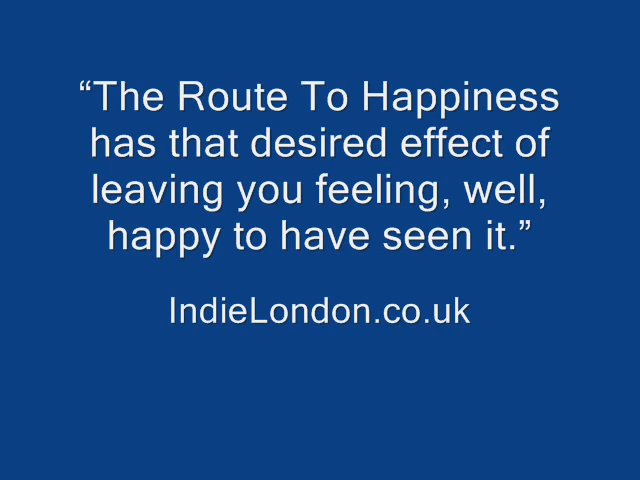 “The Route To Happiness
has that desired effect of
leaving you feeling, well,
happy to have seen it.”
IndieLondon.co.uk